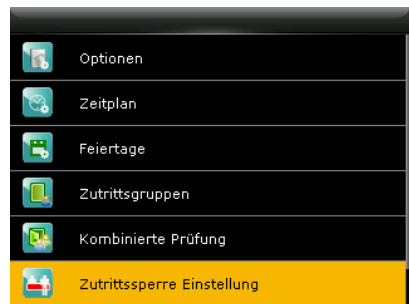 Optionen
Zeitplan
Feiertage
Zutrittsgruppen
Kombinierte Prüfung
Zutrittssperre Einstellung